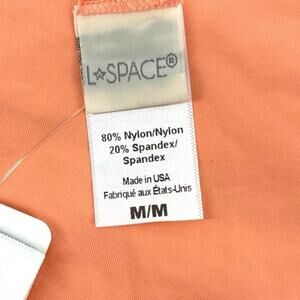 L★SPACE®
80% Nylon/Nylon
20% Spandex/
Spandex
Made in USA
Fabriqué aux États-Unis
M/M